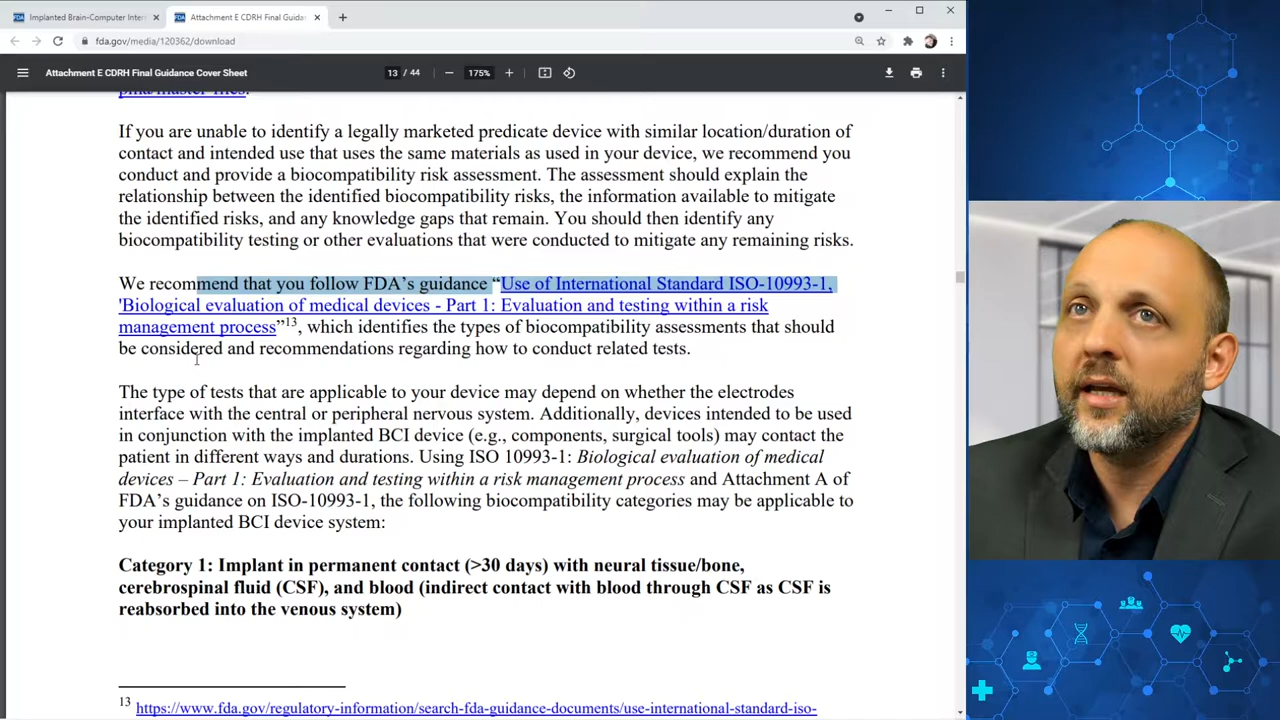 Implanted Brain-Computer Inter
Attachment E CDRH Final Guida
fda.gov/media/120362/download
Attachment E CDRH Final Guidance Cover Sheet
13 / 44
175%
pma/master-files.
If you are unable to identify a legally marketed predicate device with similar location/duration of
contact and intended use that uses the same materials as used in your device, we recommend you
conduct and provide a biocompatibility risk assessment. The assessment should explain the
relationship between the identified biocompatibility risks, the information available to mitigate
the identified risks, and any knowledge gaps that remain. You should then identify any
biocompatibility testing or other evaluations that were conducted to mitigate any remaining risks.
We recommend that you follow FDA's guidance “Use of International Standard ISO-10993-1,
'Biological evaluation of medical devices - Part 1: Evaluation and testing within a risk
management process”13, which identifies the types of biocompatibility assessments that should
be considered and recommendations regarding how to conduct related tests.
The type of tests that are applicable to your device may depend on whether the electrodes
interface with the central or peripheral nervous system. Additionally, devices intended to be used
in conjunction with the implanted BCI device (e.g., components, surgical tools) may contact the
patient in different ways and durations. Using ISO 10993-1: Biological evaluation of medical
devices – Part 1: Evaluation and testing within a risk management process and Attachment A of
FDA's guidance on ISO-10993-1, the following biocompatibility categories may be applicable to
your implanted BCI device system:
Category 1: Implant in permanent contact (>30 days) with neural tissue/bone,
cerebrospinal fluid (CSF), and blood (indirect contact with blood through CSF as CSF is
reabsorbed into the venous system)
13 https://www.fda.gov/regulatory-information/search-fda-guidance-documents/use-international-standard-iso-